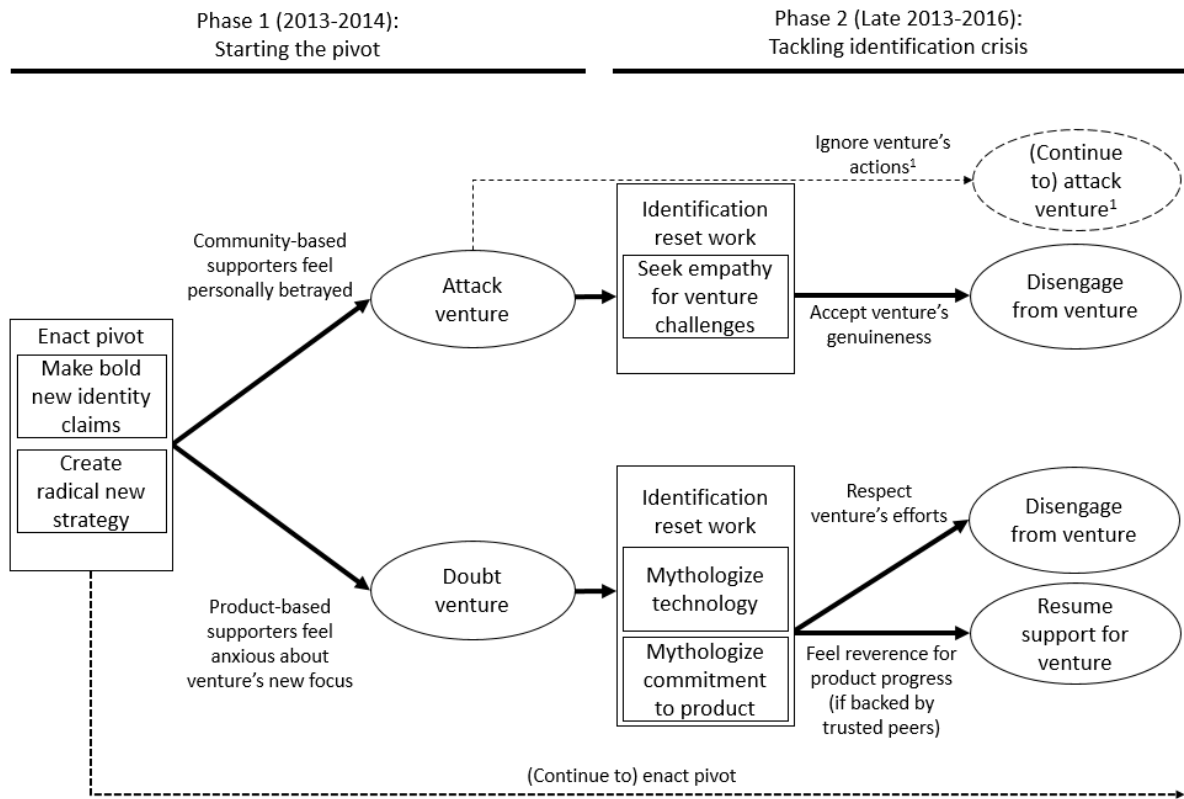 Phase 1 (2013-2014):
Starting the pivot
Phase 2 (Late 2013-2016):
Tackling identification crisis
Enact pivot
Make bold
new identity
claims
Create
radical new
strategy
Community-based
supporters feel
personally betrayed
Attack
venture
Ignore venture's
actions¹
(Continue
to) attack
venture¹
Identification
reset work
Seek empathy
for venture
challenges
Accept venture's
genuineness
Disengage
from venture
Product-based
supporters feel
anxious about
venture's new focus
Doubt
venture
Identification
reset work
Mythologize
technology
Mythologize
commitment
to product
Respect
venture's efforts
Disengage
from venture
Feel reverence for
product progress
(if backed by
trusted peers)
Resume
support for
venture
(Continue to) enact pivot